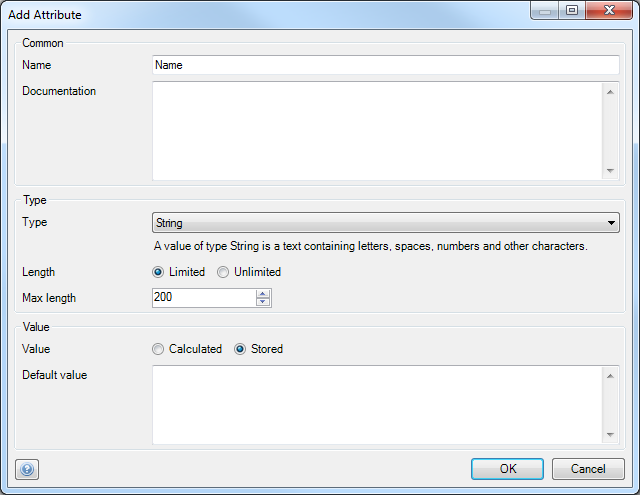 Add Attribute
Common
Name Name
Documentation
Type
Type String
A value of type String is a text containing letters, spaces, numbers and other characters.
Length Limited Unlimited
Max length 200
Value
Value Calculated Stored
Default value
? OK Cancel